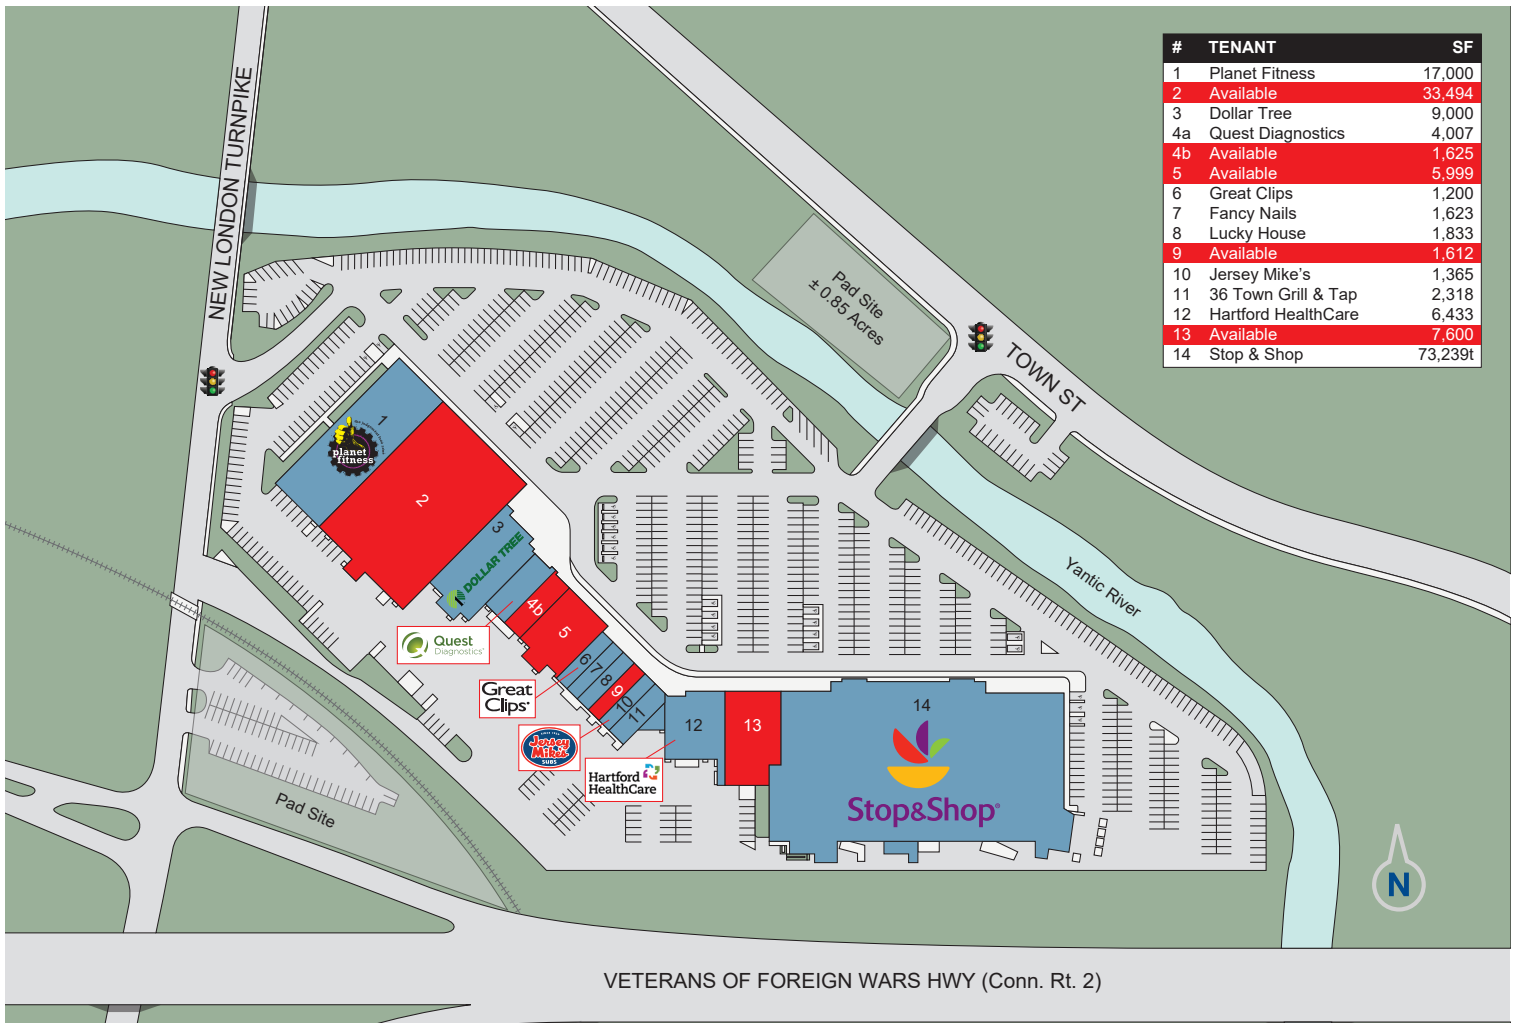 # TENANT SF
1 Planet Fitness 17,000
2 Available 33,494
3 Dollar Tree 9,000
4a Quest Diagnostics 4,007
4b Available 1,625
5 Available 5,999
6 Great Clips 1,200
7 Fancy Nails 1,623
8 Lucky House 1,833
9 Available 1,612
10 Jersey Mike's 1,365
11 36 Town Grill & Tap 2,318
12 Hartford HealthCare 6,433
13 Available 7,600
14 Stop & Shop 73,239t
NEW LONDON TURNPIKE
Pad Site
± 0.85 Acres
TOWN ST
Yantic River
1
planet
fitness
2
3
DOLLAR TREE
4b
5
Quest
Diagnostics
6
7
8
9
10
11
Great
Clips
Jersey
Mike's
SUBS
Hartford
HealthCare
12
13
14
Stop&Shop
Pad Site
N
VETERANS OF FOREIGN WARS HWY (Conn. Rt. 2)